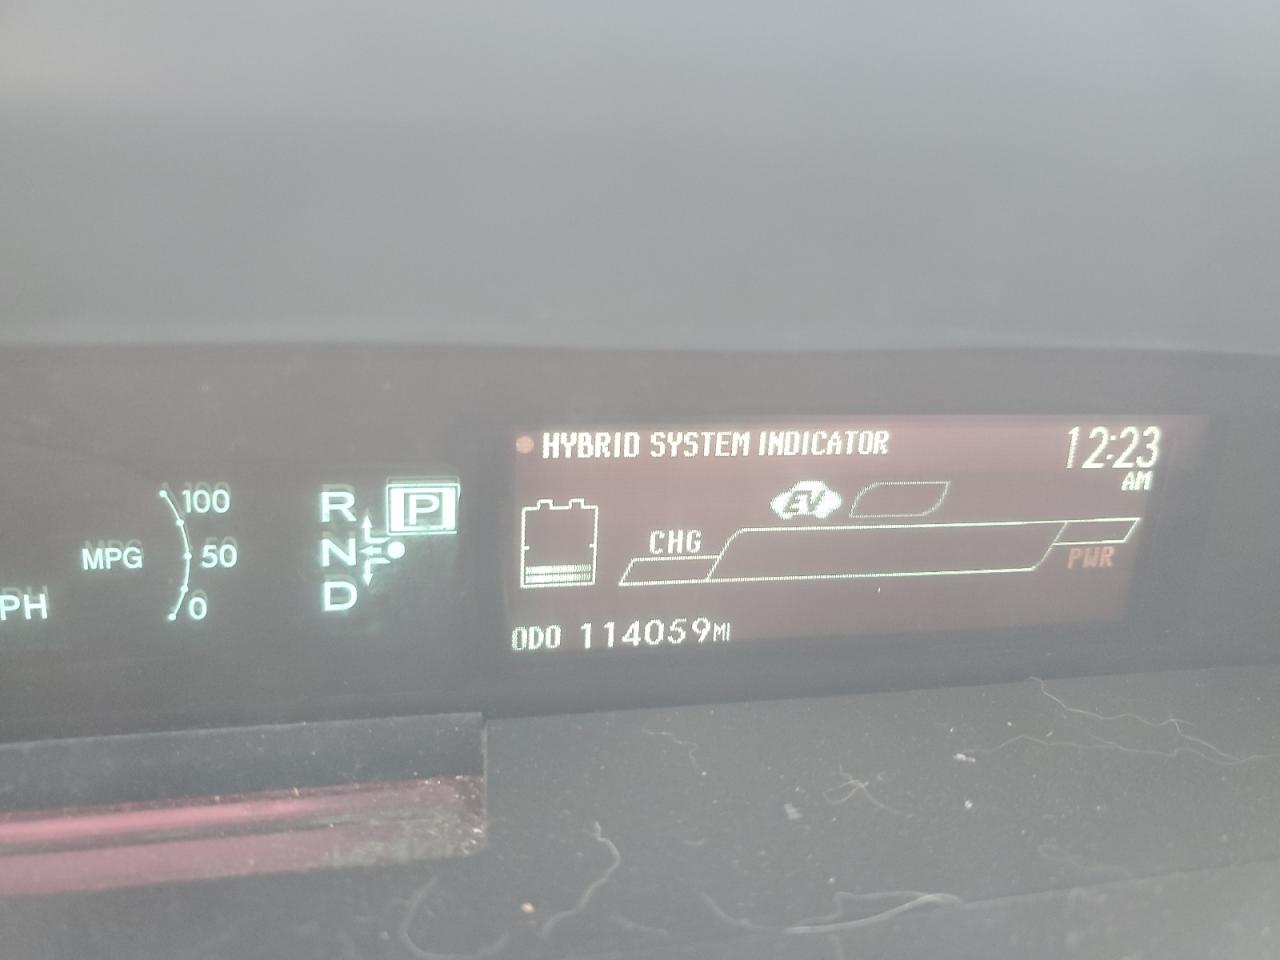 HYBRID SYSTEM INDICATOR 12:23
AM
EV
CHG
PWR
ODO 114059MI
100
MPG 50
0
R P
N
D
PH